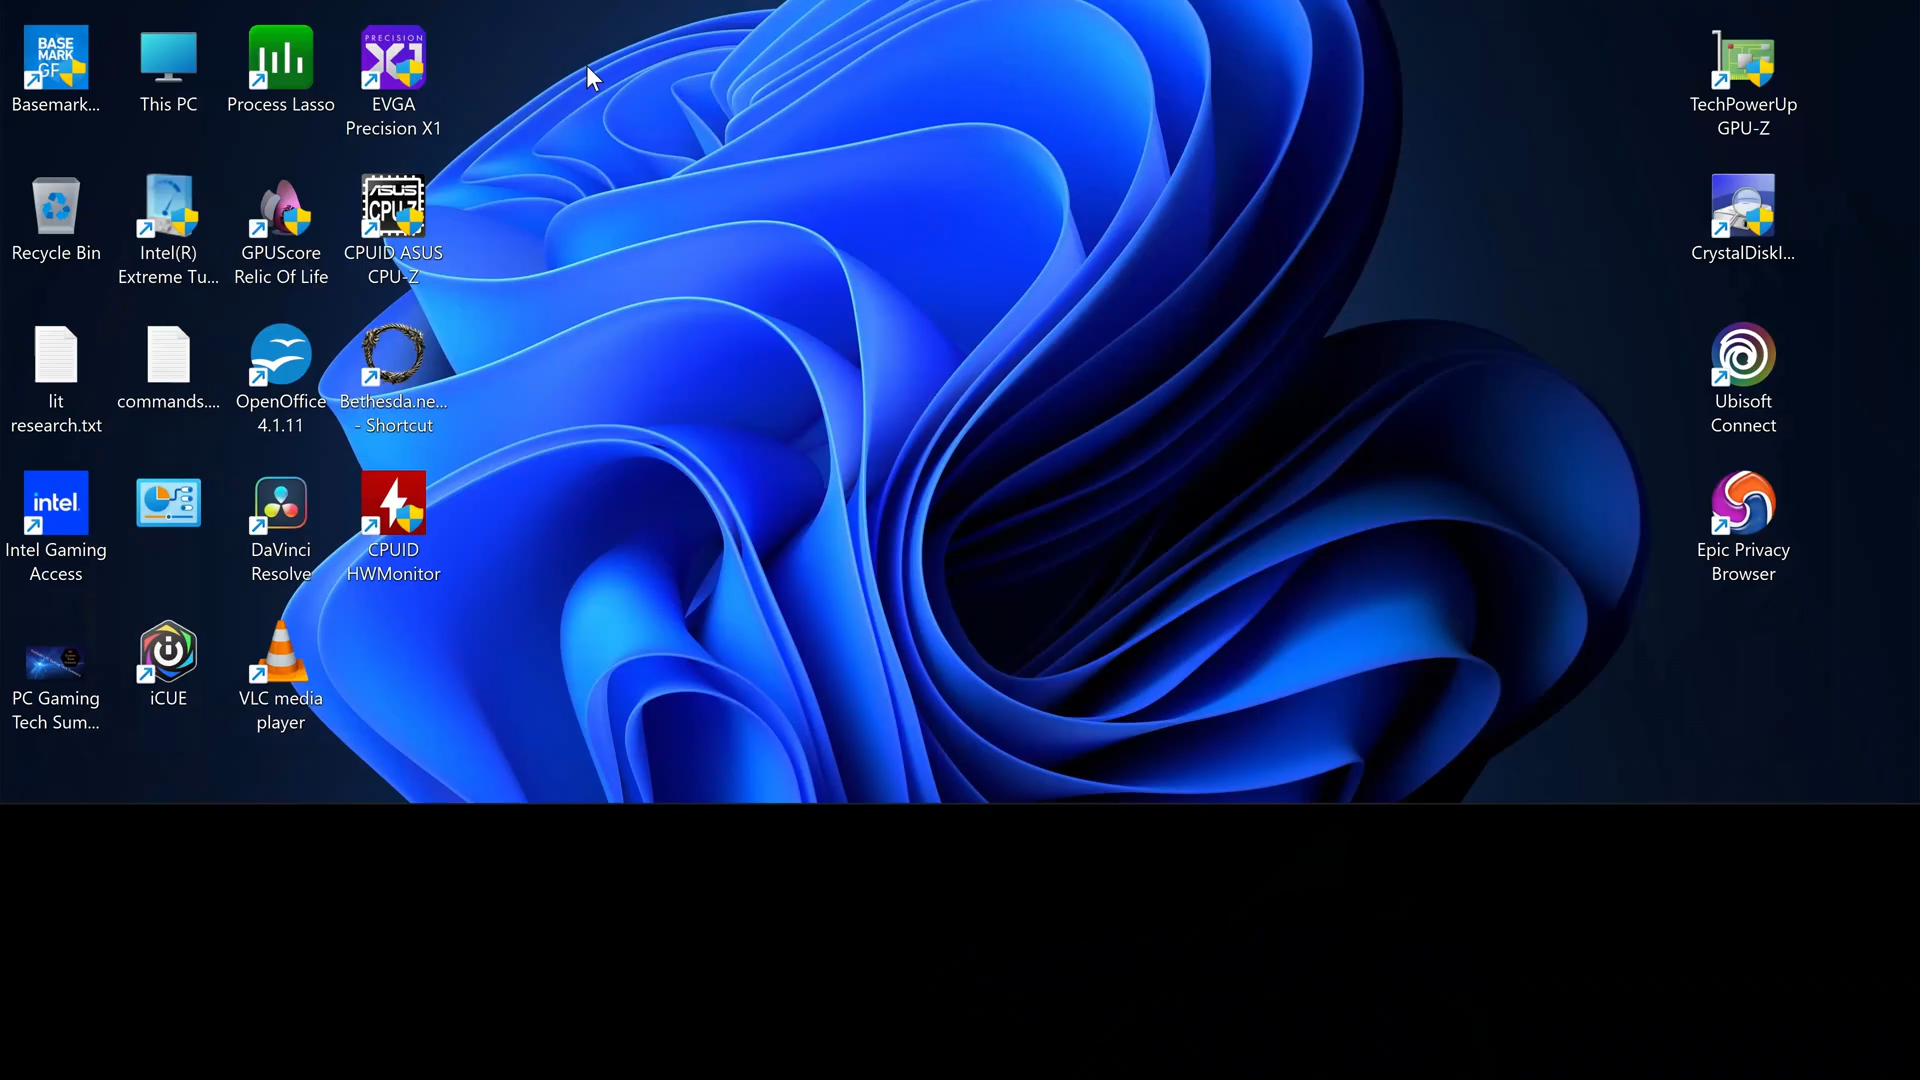 BASE
MARK
GF
Basemark...
This PC
Process Lasso
PRECISION
X1
EVGA
Precision X1
TechPowerUp
GPU-Z
Recycle Bin
Intel(R)
Extreme Tu...
GPUScore
Relic Of Life
ASUS
CPU-Z
CPUID ASUS
CPU-Z
CrystalDiskI...
lit
research.txt
commands....
OpenOffice
4.1.11
Bethesda.ne...
- Shortcut
Ubisoft
Connect
intel.
Intel Gaming
Access
DaVinci
Resolve
CPUID
HWMonitor
Epic Privacy
Browser
PC Gaming
Tech Sum...
iCUE
VLC media
player